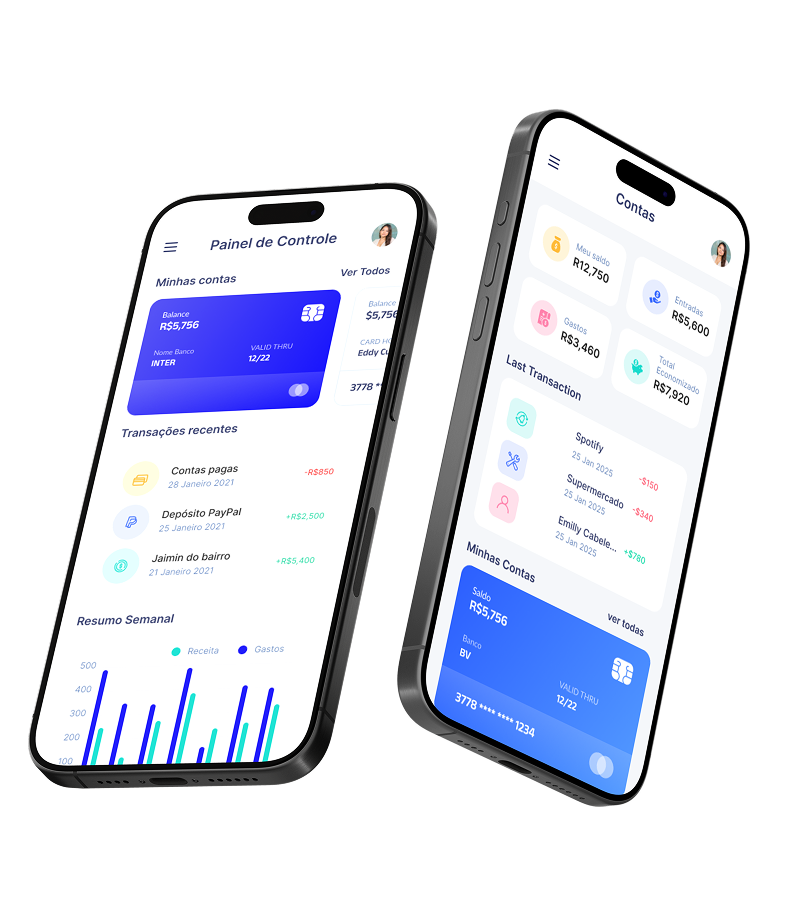 Painel de Controle
Minhas contas
Ver Todos
Balance
R$5,756
Nome Banco
INTER
VALID THRU
12/22
Balance
$5,756
CARD HO
Eddy Cu
3778 **
Transações recentes
Contas pagas
28 Janeiro 2021
-R$850
Depósito PayPal
25 Janeiro 2021
+R$2,500
Jaimin do bairro
21 Janeiro 2021
+R$5,400
Resumo Semanal
Receita
Gastos
500
400
300
200
100
Contas
Meu saldo
R12,750
Entradas
R$5,600
Gastos
R$3,460
Total
Economizado
R$7,920
Last Transaction
Spotify
25 Jan 2025
-$150
Supermercado
25 Jan 2025
-$340
Emilly Cabele...
25 Jan 2025
+$780
Minhas Contas
ver todas
Saldo
R$5,756
Banco
BV
VALID THRU
12/22
3778 **** **** 1234